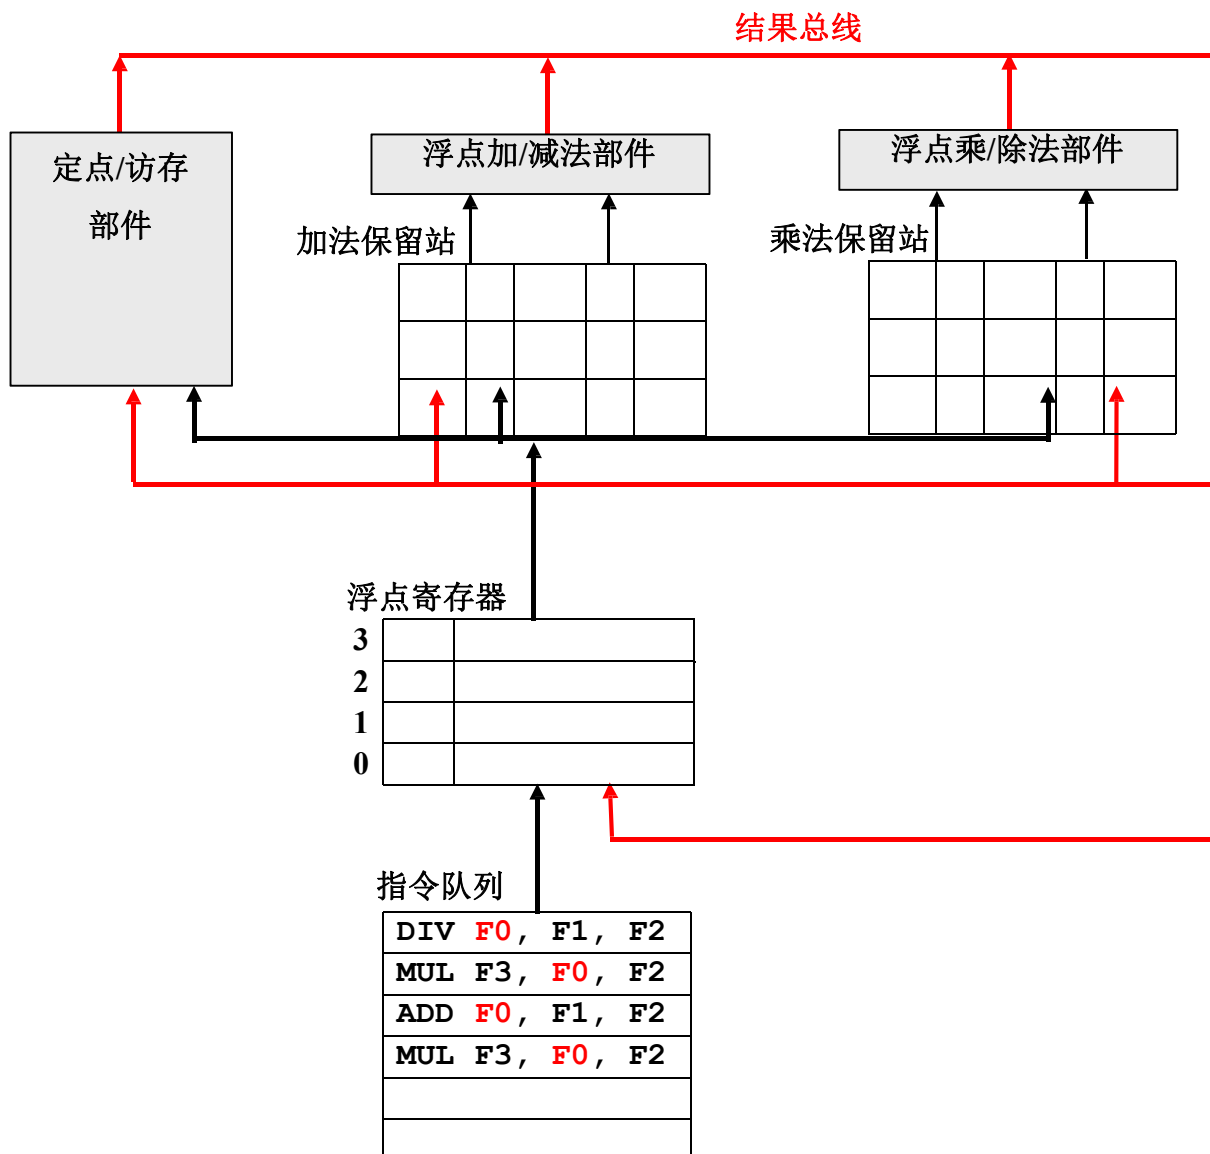 结果总线
定点/访存
部件
浮点加/减法部件
浮点乘/除法部件
加法保留站
乘法保留站
浮点寄存器
3
2
1
0
指令队列
DIV F0, F1, F2
MUL F3, F0, F2
ADD F0, F1, F2
MUL F3, F0, F2